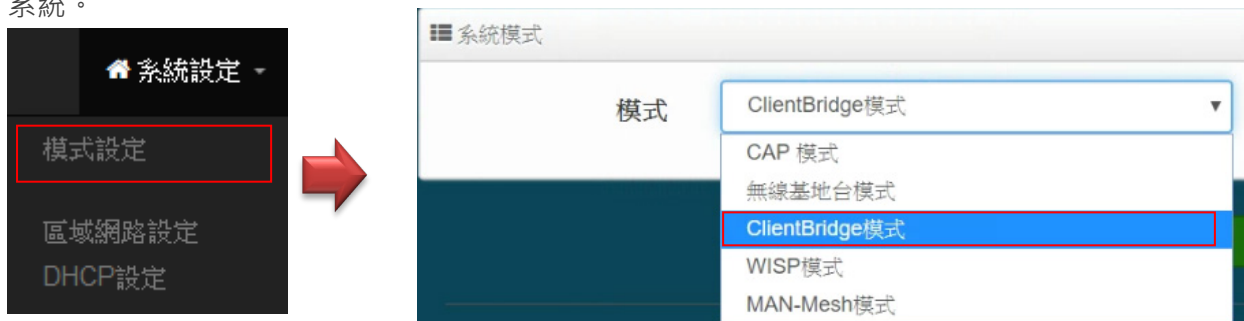 系統。
系統設定
模式設定
區域網路設定
DHCP設定
系統模式
模式
ClientBridge模式
CAP 模式
無線基地台模式
ClientBridge模式
WISP模式
MAN-Mesh模式